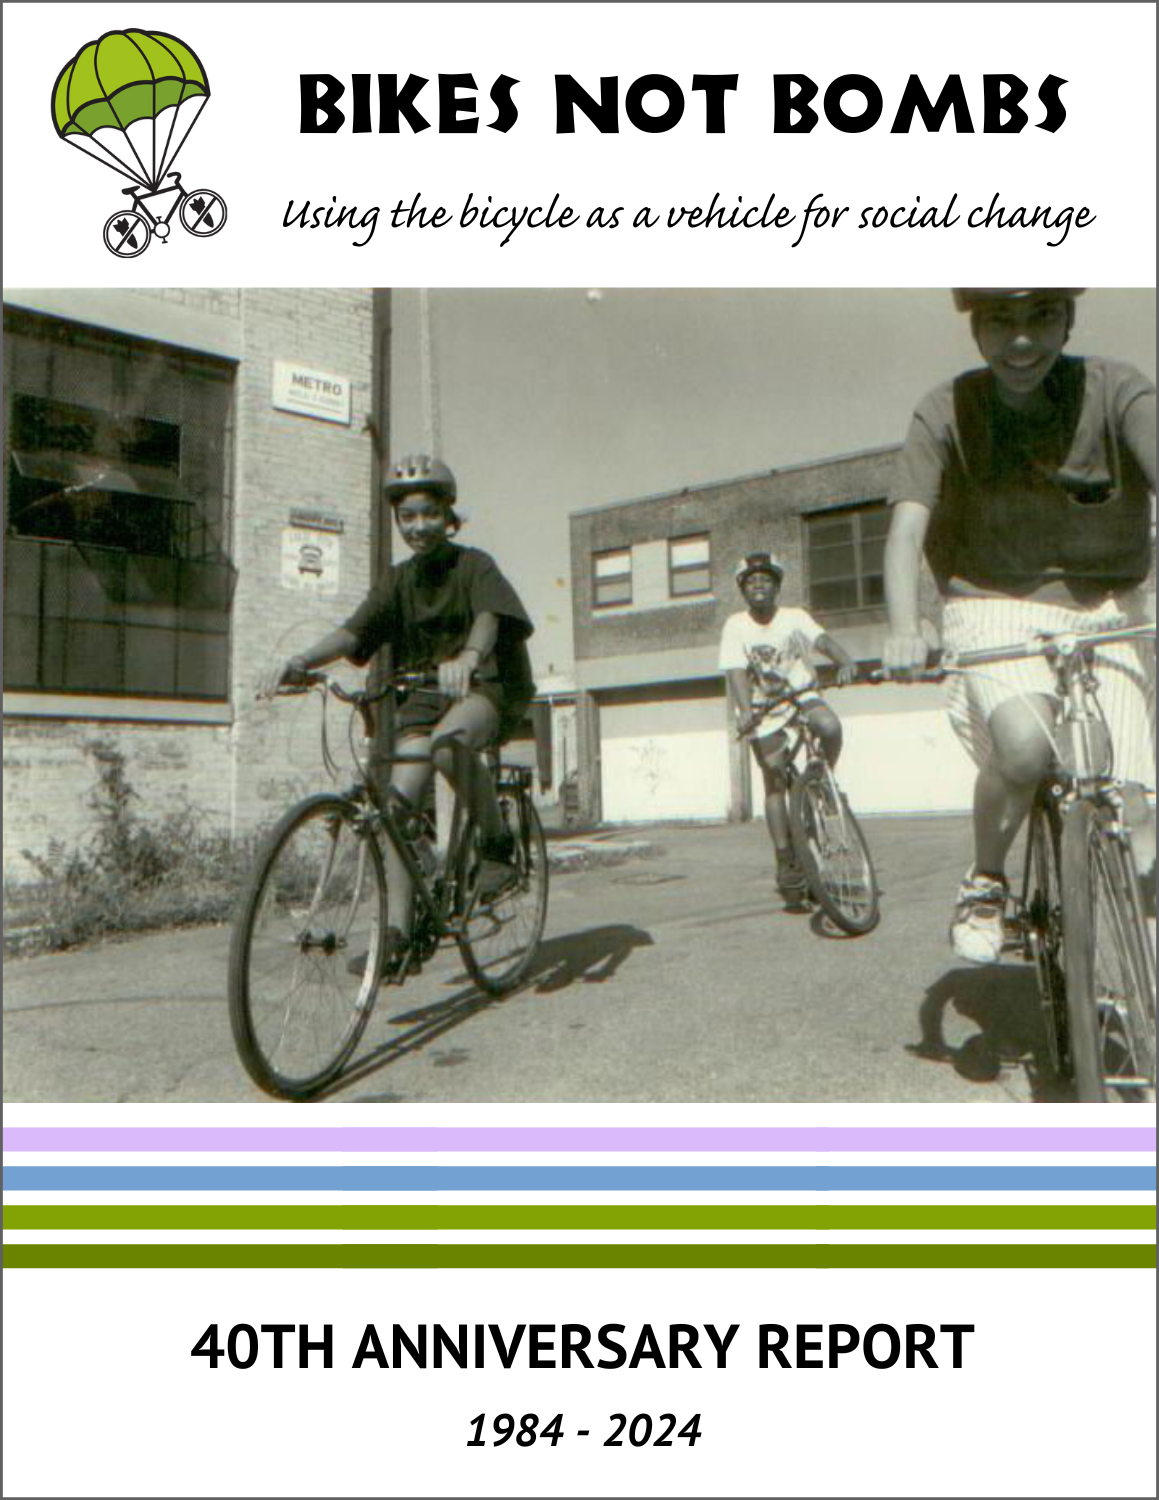 BIKES NOT BOMBS
Using the bicycle as a vehicle for social change
METRO
40TH ANNIVERSARY REPORT
1984 - 2024